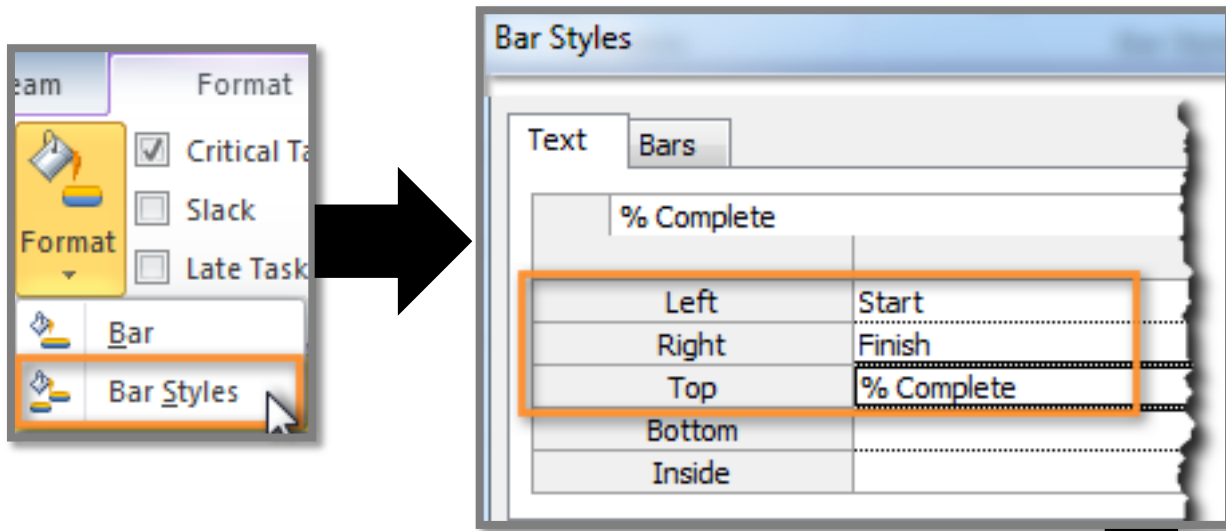 eam Format
Critical Ta
Slack
Format
Late Task
Bar
Bar Styles
Bar Styles
Text Bars
% Complete
Left Start
Right Finish
Top % Complete
Bottom
Inside